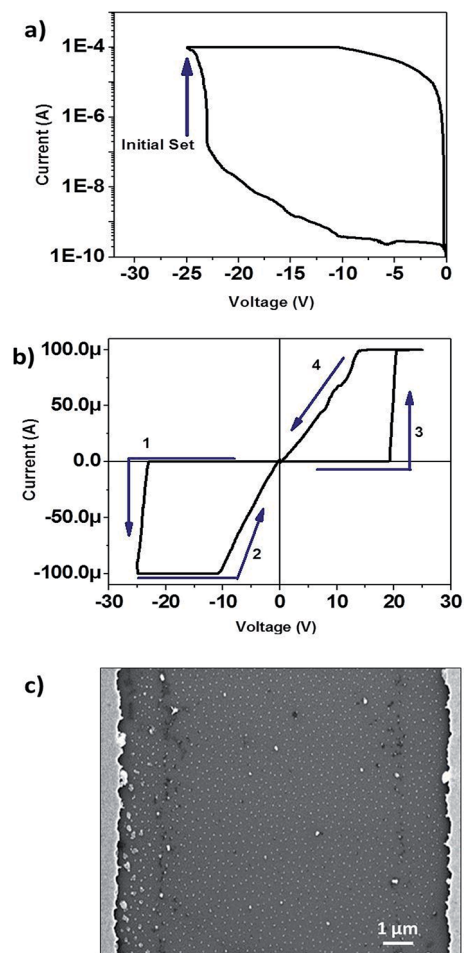 a)
1E-4
1E-6
1E-8
1E-10
Current (A)
Initial Set
-30 -25 -20 -15 -10 -5 0
Voltage (V)
b)
100.0µ
50.0µ
0.0
-50.0µ
-100.0µ
Current (A)
1
2
3
4
-30 -20 -10 0 10 20 30
Voltage (V)
c)
1 µm